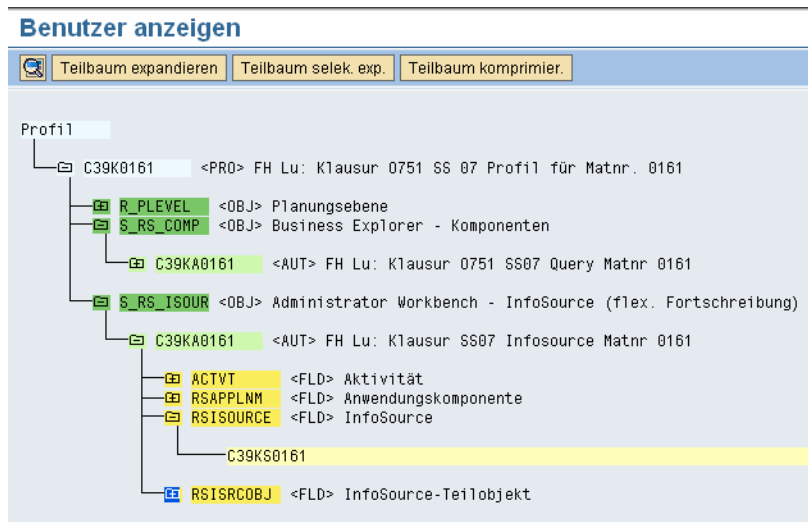 Benutzer anzeigen
Teilbaum expandieren Teilbaum selek. exp. Teilbaum komprimier.
Profil
C39K0161 <PRO> FH Lu: Klausur 0751 SS 07 Profil für Matnr. 0161
R_PLEVEL <OBJ> Planungsebene
S_RS_COMP <OBJ> Business Explorer - Komponenten
C39KA0161 <AUT> FH Lu: Klausur 0751 SS07 Query Matnr 0161
S_RS_ISOUR <OBJ> Administrator Workbench - InfoSource (flex. Fortschreibung)
C39KA0161 <AUT> FH Lu: Klausur SS07 Infosource Matnr 0161
ACTVT <FLD> Aktivität
RSAPPLNM <FLD> Anwendungskomponente
RSISOURCE <FLD> InfoSource
C39KS0161
RSISRCOBJ <FLD> InfoSource-Teilobjekt